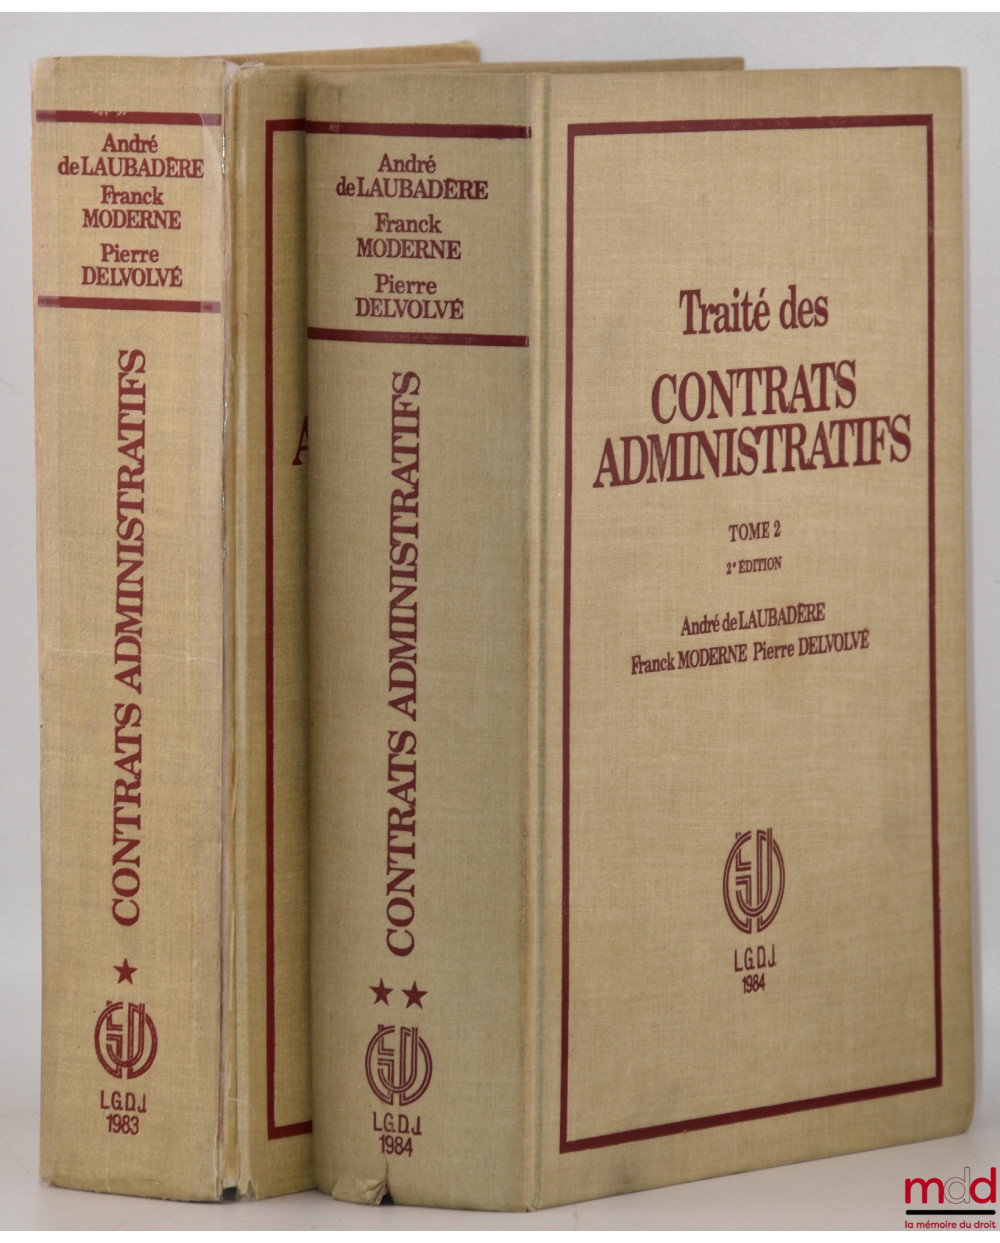 André
de LAUBADÈRE
Franck
MODERNE
Pierre
DELVOLVÉ
CONTRATS ADMINISTRATIFS
L.G.D.J.
1983
A
André
de LAUBADÈRE
Franck
MODERNE
Pierre
DELVOLVÉ
CONTRATS ADMINISTRATIFS
L.G.D.J.
1984
Traité des
CONTRATS
ADMINISTRATIFS
TOME 2
2e ÉDITION
André de LAUBADÈRE
Franck MODERNE Pierre DELVOLVÉ
L.G.D.J.
1984
mdd
la mémoire du droit